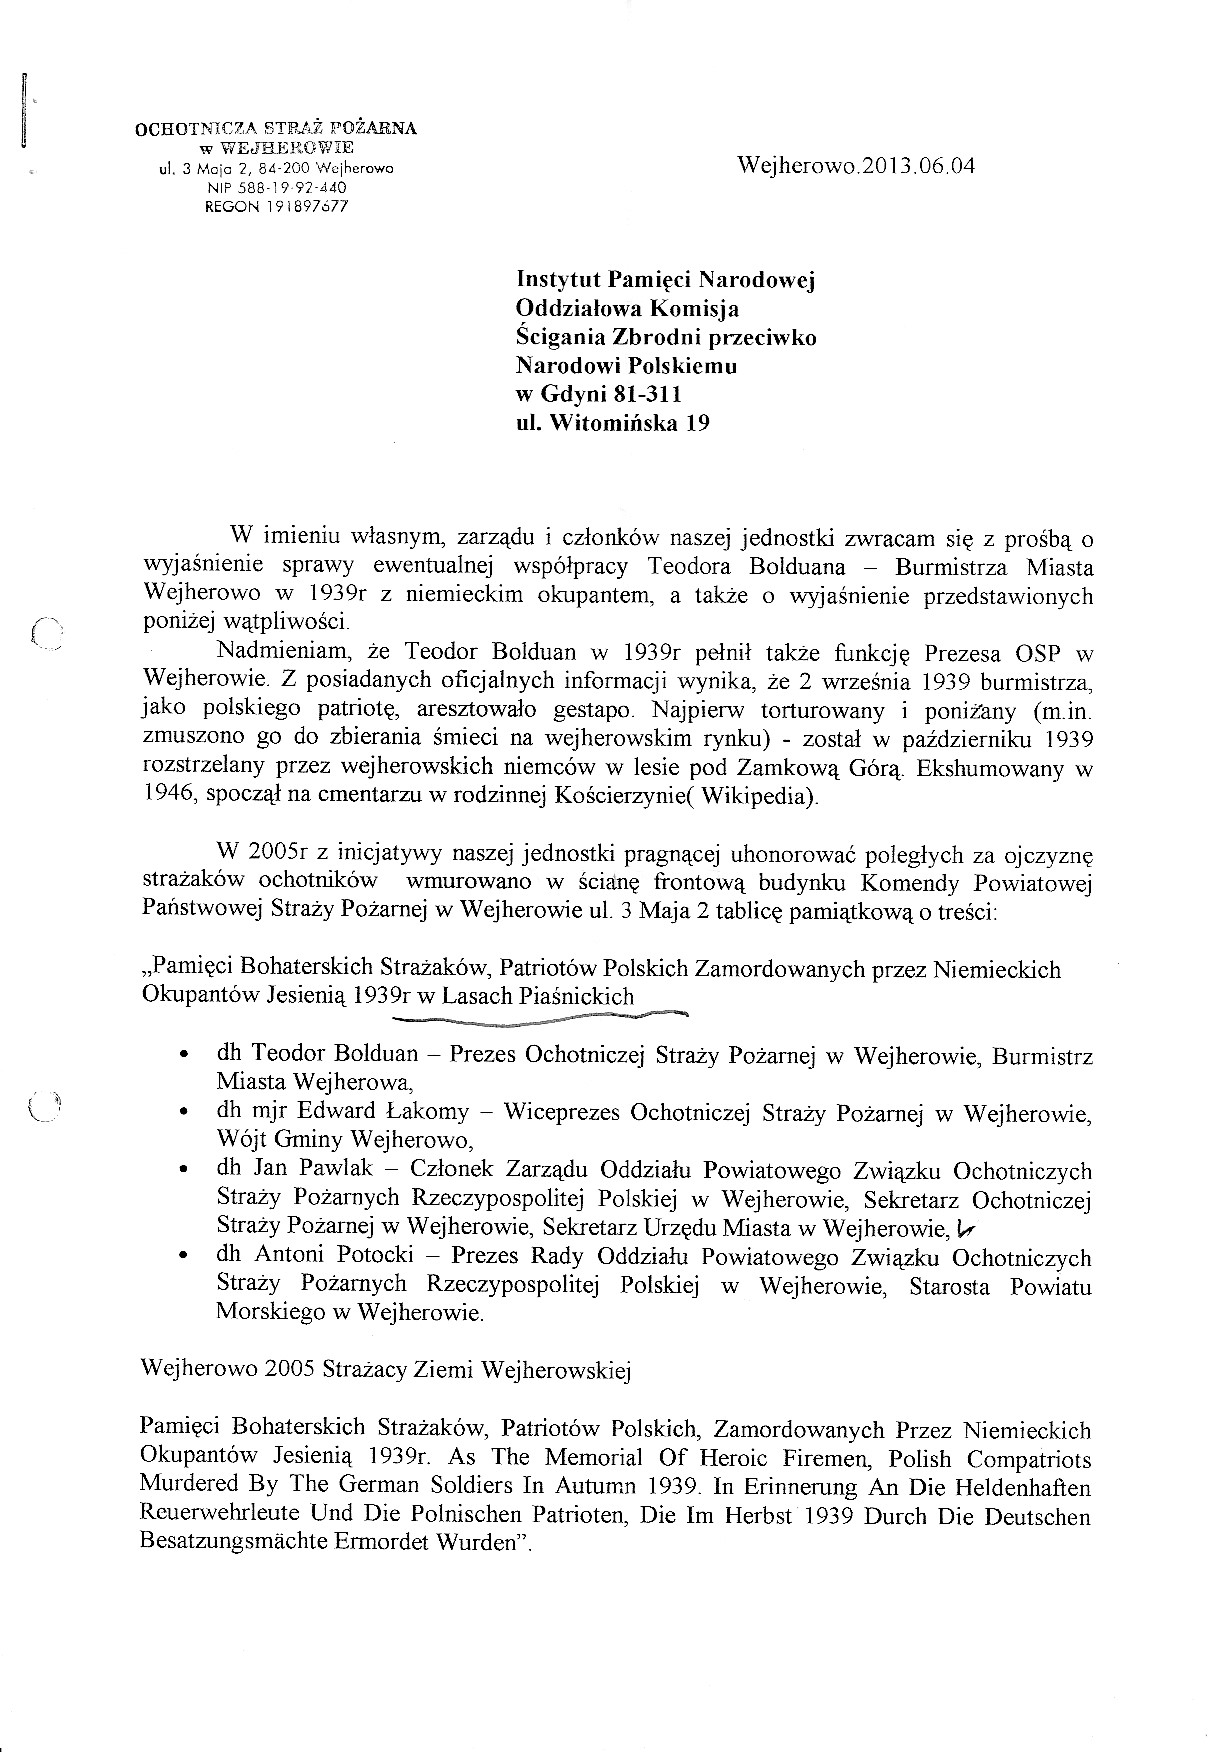 OCHOTNICZA STRAŻ POŻARNA
w WEJHEROWIE
ul. 3 Maja 2, 84-200 Wejherowo
NIP 588-19-92-440
REGON 191897677
Wejherowo.2013.06.04
Instytut Pamięci Narodowej
Oddziałowa Komisja
Ścigania Zbrodni przeciwko
Narodowi Polskiemu
w Gdyni 81-311
ul. Witomińska 19
W imieniu własnym, zarządu i członków naszej jednostki zwracam się z prośbą o
wyjaśnienie sprawy ewentualnej współpracy Teodora Bolduana – Burmistrza Miasta
Wejherowo w 1939r z niemieckim okupantem, a także o wyjaśnienie przedstawionych
poniżej wątpliwości.
Nadmieniam, że Teodor Bolduan w 1939r pełnił także funkcję Prezesa OSP w
Wejherowie. Z posiadanych oficjalnych informacji wynika, że 2 września 1939 burmistrza,
jako polskiego patriotę, aresztowało gestapo. Najpierw torturowany i poniżany (m.in.
zmuszono go do zbierania śmieci na wejherowskim rynku) - został w październiku 1939
rozstrzelany przez wejherowskich niemców w lesie pod Zamkową Górą. Ekshumowany w
1946, spoczął na cmentarzu w rodzinnej Kościerzynie( Wikipedia).
W 2005r z inicjatywy naszej jednostki pragnącej uhonorować poległych za ojczyznę
strażaków ochotników wmurowano w ścianę frontową budynku Komendy Powiatowej
Państwowej Straży Pożarnej w Wejherowie ul. 3 Maja 2 tablicę pamiątkową o treści:
„Pamięci Bohaterskich Strażaków, Patriotów Polskich Zamordowanych przez Niemieckich
Okupantów Jesienią 1939r w Lasach Piaśnickich
• dh Teodor Bolduan – Prezes Ochotniczej Straży Pożarnej w Wejherowie, Burmistrz
Miasta Wejherowa,
• dh mjr Edward Łakomy – Wiceprezes Ochotniczej Straży Pożarnej w Wejherowie,
Wójt Gminy Wejherowo,
• dh Jan Pawlak – Członek Zarządu Oddziału Powiatowego Związku Ochotniczych
Straży Pożarnych Rzeczypospolitej Polskiej w Wejherowie, Sekretarz Ochotniczej
Straży Pożarnej w Wejherowie, Sekretarz Urzędu Miasta w Wejherowie,
• dh Antoni Potocki – Prezes Rady Oddziału Powiatowego Związku Ochotniczych
Straży Pożarnych Rzeczypospolitej Polskiej w Wejherowie, Starosta Powiatu
Morskiego w Wejherowie.
Wejherowo 2005 Strażacy Ziemi Wejherowskiej
Pamięci Bohaterskich Strażaków, Patriotów Polskich, Zamordowanych Przez Niemieckich
Okupantów Jesienią 1939r. As The Memorial Of Heroic Firemen, Polish Compatriots
Murdered By The German Soldiers In Autumn 1939. In Erinnerung An Die Heldenhaften
Reuerwehrleute Und Die Polnischen Patrioten, Die Im Herbst 1939 Durch Die Deutschen
Besatzungsmächte Ermordet Wurden”.